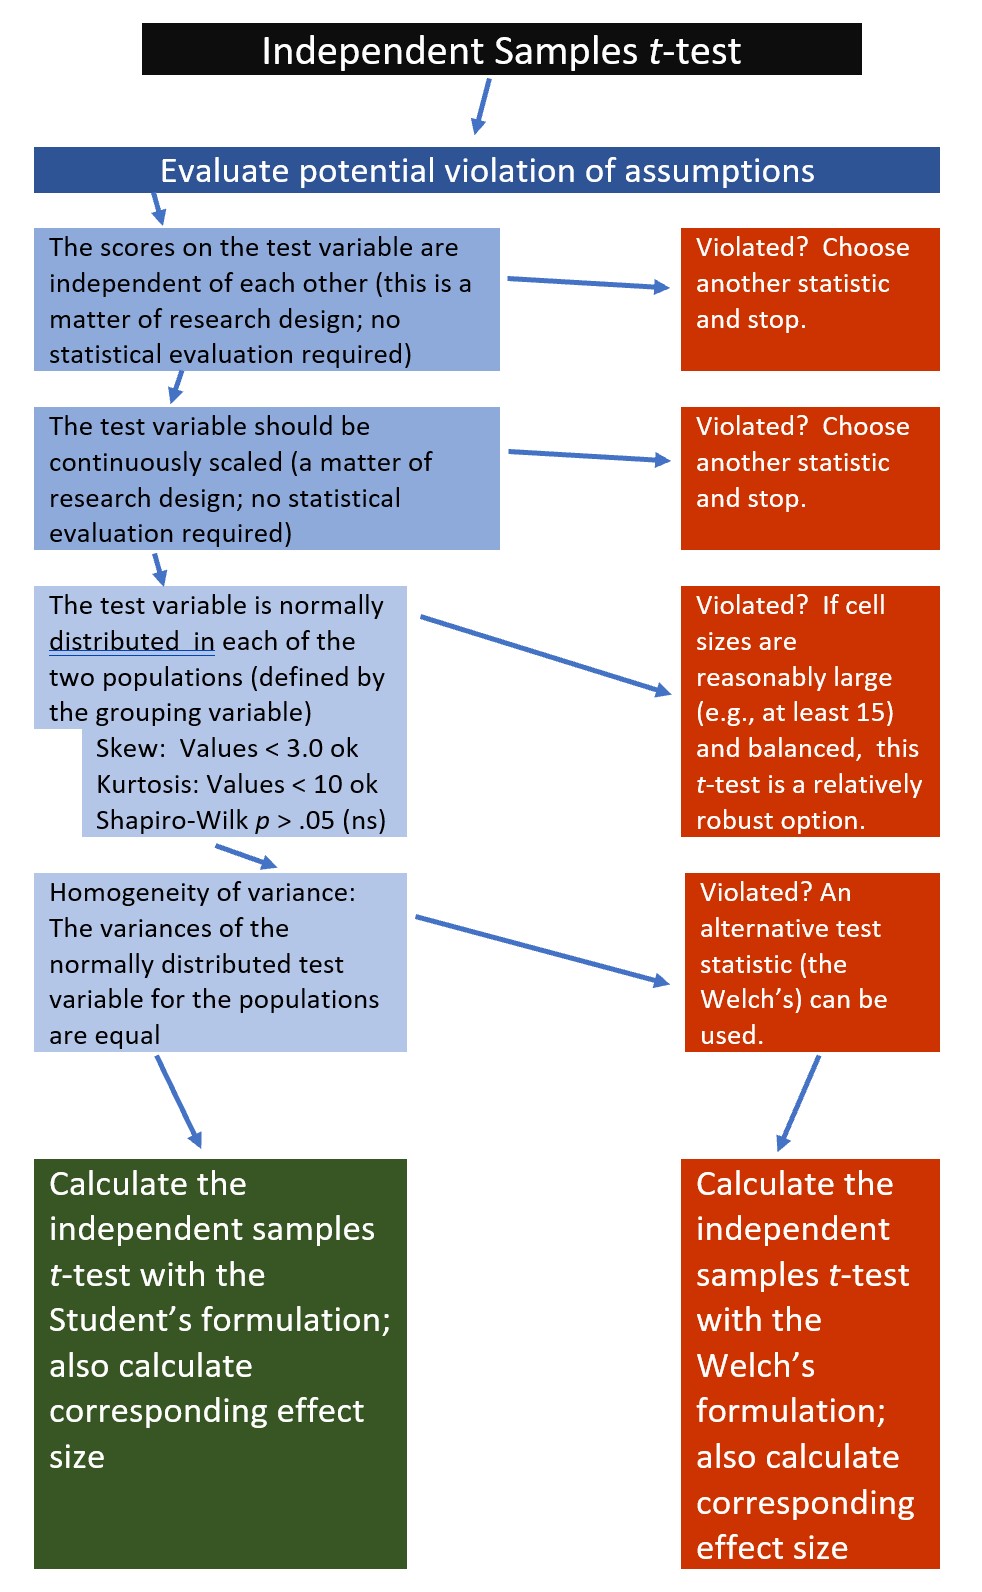 Independent Samples t-test
Evaluate potential violation of assumptions
The scores on the test variable are
independent of each other (this is a
matter of research design; no
statistical evaluation required)
Violated?  Choose
another statistic
and stop.
The test variable should be
continuously scaled (a matter of
research design; no statistical
evaluation required)
Violated?  Choose
another statistic
and stop.
The test variable is normally
distributed  in each of the
two populations (defined by
the grouping variable)
Skew:  Values < 3.0 ok
Kurtosis: Values < 10 ok
Shapiro-Wilk p > .05 (ns)
Violated?  If cell
sizes are
reasonably large
(e.g., at least 15)
and balanced,  this
t-test is a relatively
robust option.
Homogeneity of variance:
The variances of the
normally distributed test
variable for the populations
are equal
Violated? An
alternative test
statistic (the
Welch’s) can be
used.
Calculate the
independent samples
t-test with the
Student’s formulation;
also calculate
corresponding effect
size
Calculate the
independent
samples t-test
with the
Welch’s
formulation;
also calculate
corresponding
effect size